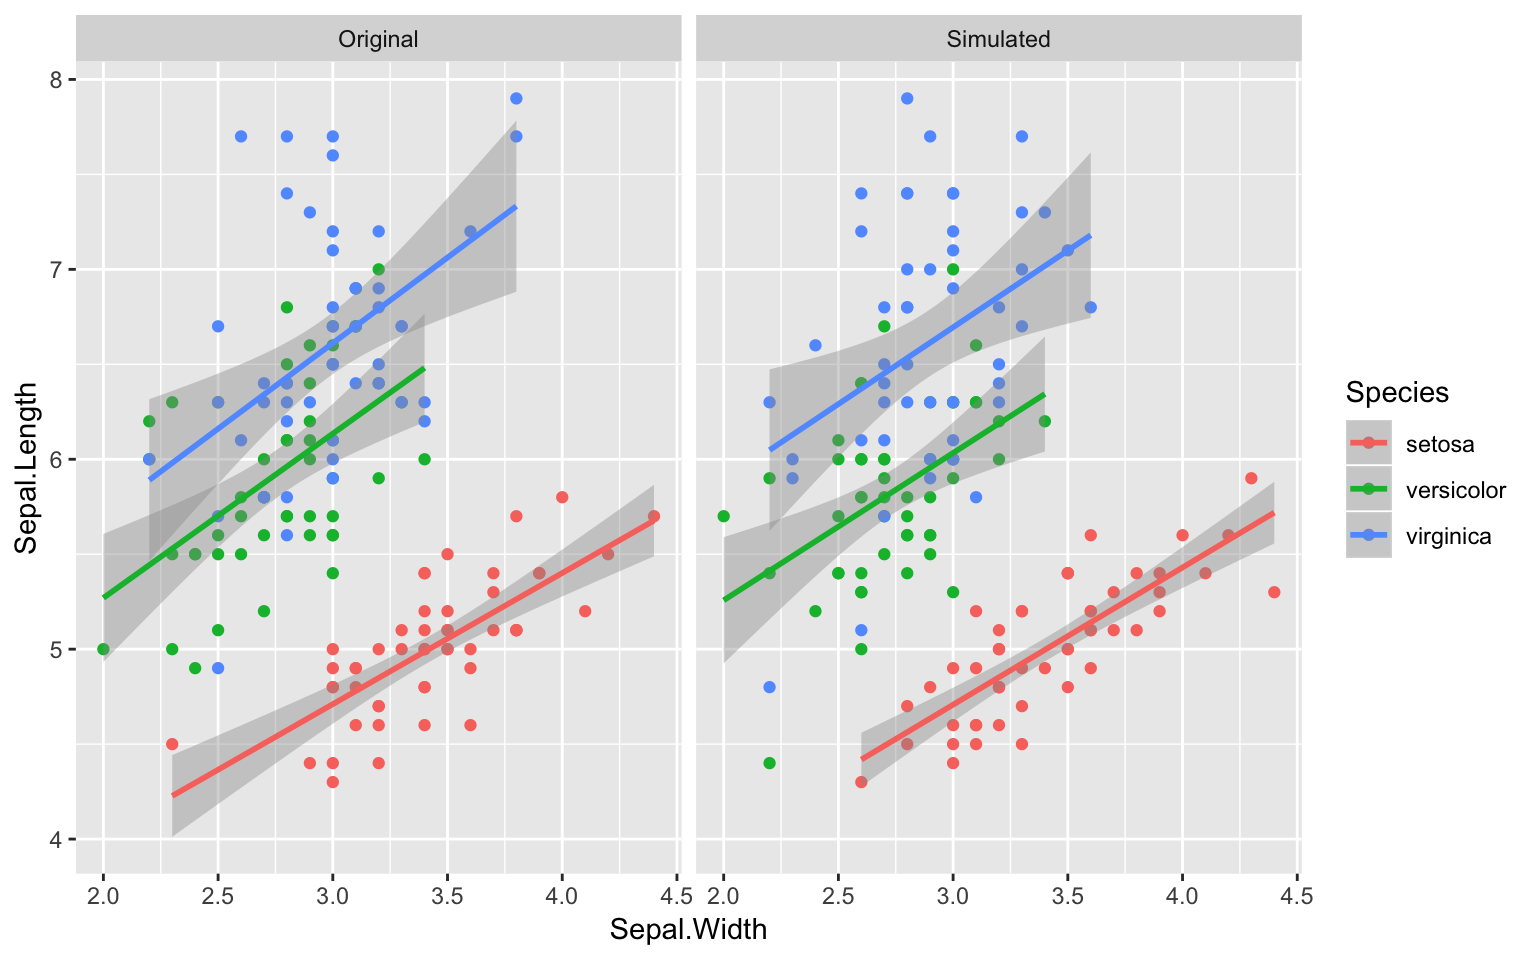 Original
Simulated
8
7
6
5
4
Sepal.Length
2.0 2.5 3.0 3.5 4.0 4.5
2.0 2.5 3.0 3.5 4.0 4.5
Sepal.Width
Species
setosa
versicolor
virginica